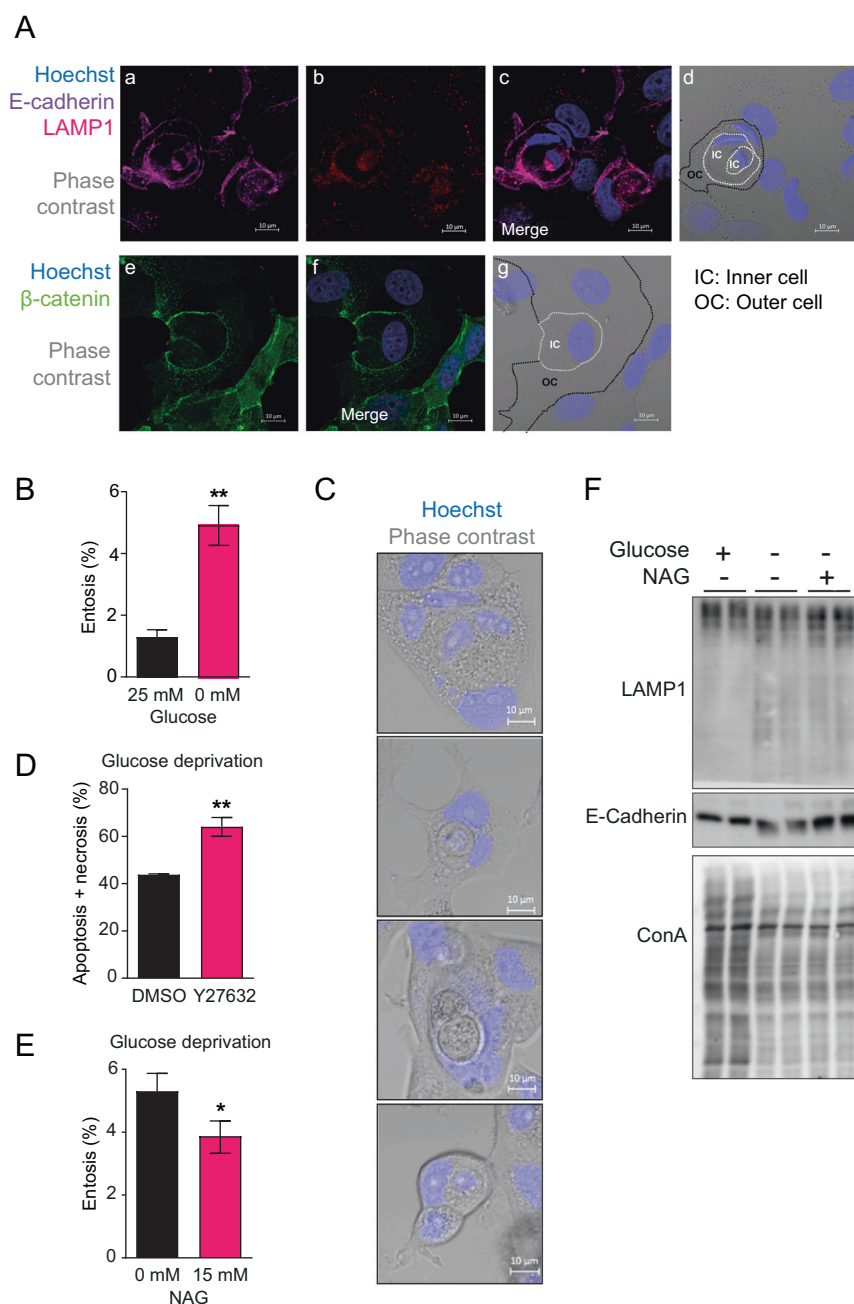 A
Hoechst
E-cadherin
LAMP1
Phase
contrast
a
10 µm
b
10 µm
c
Merge
10 µm
d
IC
IC
OC
10 µm
Hoechst
β-catenin
Phase
contrast
e
10 µm
f
Merge
10 µm
g
IC
OC
10 µm
IC: Inner cell
OC: Outer cell
B
Entosis (%)
6
4
2
0
**
25 mM 0 mM
Glucose
C
Hoechst
Phase contrast
10 µm
10 µm
10 µm
10 µm
D
Glucose deprivation
Apoptosis + necrosis (%)
80
60
40
20
0
**
DMSO Y27632
E
Glucose deprivation
Entosis (%)
6
4
2
0
*
0 mM 15 mM
NAG
F
Glucose + - -
NAG - - +
LAMP1
E-Cadherin
ConA